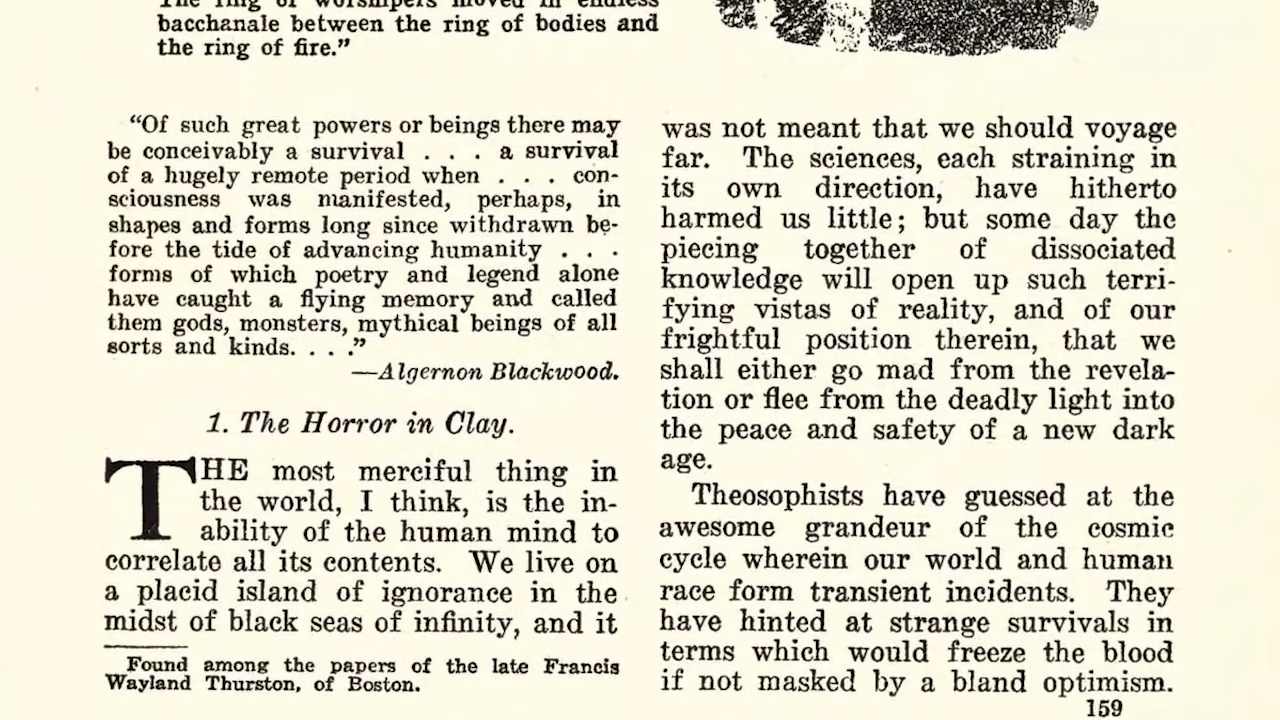 The ring of worshipers moved in endless
bacchanale between the ring of bodies and
the ring of fire."
"Of such great powers or beings there may
be conceivably a survival . . . a survival
of a hugely remote period when . . . con-
sciousness was manifested, perhaps, in
shapes and forms long since withdrawn be-
fore the tide of advancing humanity . . .
forms of which poetry and legend alone
have caught a flying memory and called
them gods, monsters, mythical beings of all
sorts and kinds. . . ."
—Algernon Blackwood.
1. The Horror in Clay.
THE most merciful thing in
the world, I think, is the in-
ability of the human mind to
correlate all its contents. We live on
a placid island of ignorance in the
midst of black seas of infinity, and it
Found among the papers of the late Francis
Wayland Thurston, of Boston.
was not meant that we should voyage
far. The sciences, each straining in
its own direction, have hitherto
harmed us little; but some day the
piecing together of dissociated
knowledge will open up such terri-
fying vistas of reality, and of our
frightful position therein, that we
shall either go mad from the revela-
tion or flee from the deadly light into
the peace and safety of a new dark
age.
Theosophists have guessed at the
awesome grandeur of the cosmic
cycle wherein our world and human
race form transient incidents. They
have hinted at strange survivals in
terms which would freeze the blood
if not masked by a bland optimism.
159